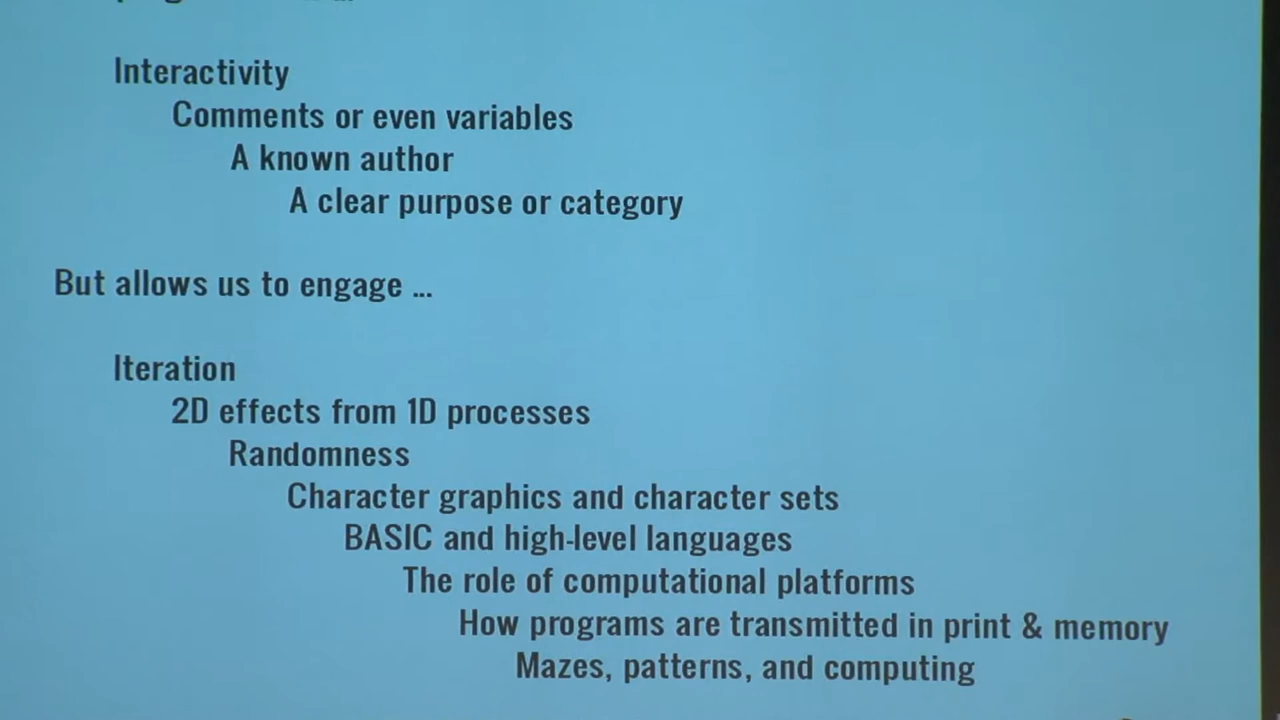 Interactivity
Comments or even variables
A known author
A clear purpose or category
But allows us to engage ...
Iteration
2D effects from 1D processes
Randomness
Character graphics and character sets
BASIC and high-level languages
The role of computational platforms
How programs are transmitted in print & memory
Mazes, patterns, and computing